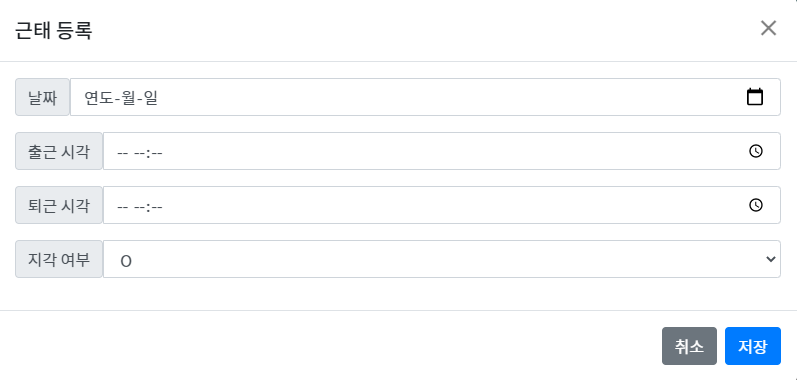 근태 등록
날짜 연도-월-일
출근 시각 -- --:--
퇴근 시각 -- --:--
지각 여부 O
취소 저장